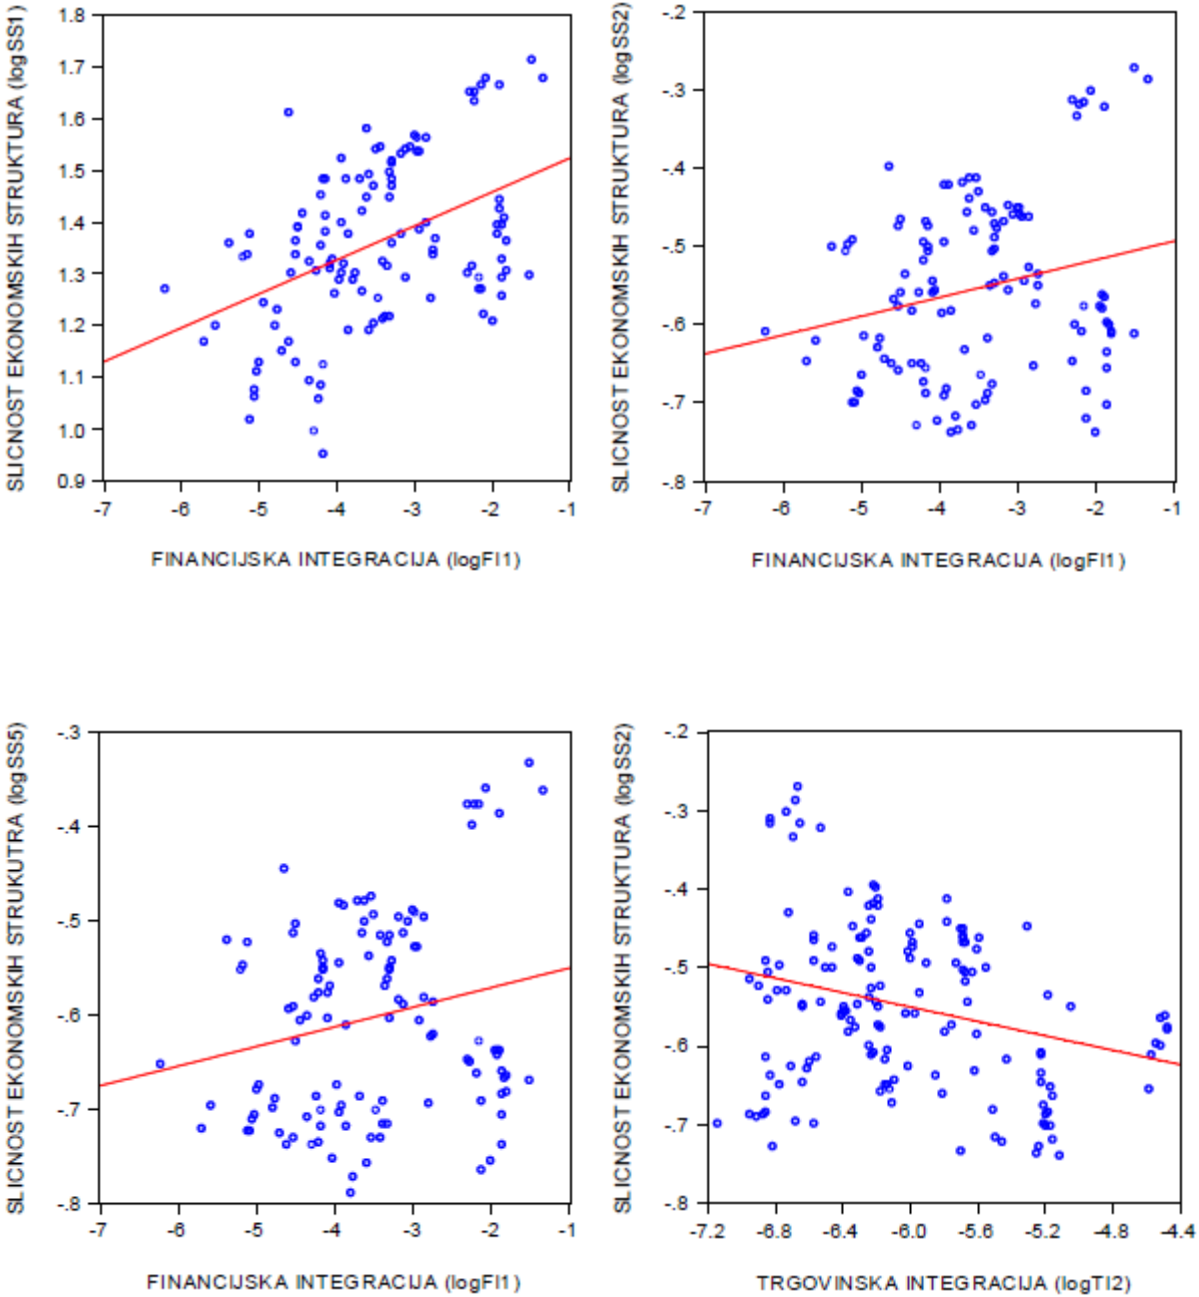 SLICNOST EKONOMSKIH STRUKTURA (logSS1)
1.8
1.7
1.6
1.5
1.4
1.3
1.2
1.1
1.0
0.9
-7 -6 -5 -4 -3 -2 -1
FINANCIJSKA INTEGRACIJA (logFI1)
SLICNOST EKONOMSKIH STRUKTURA (logSS2)
-.2
-.3
-.4
-.5
-.6
-.7
-.8
-7 -6 -5 -4 -3 -2 -1
FINANCIJSKA INTEGRACIJA (logFI1)
SLICNOST EKONOMSKIH STRUKUTRA (logSS5)
-.3
-.4
-.5
-.6
-.7
-.8
-7 -6 -5 -4 -3 -2 -1
FINANCIJSKA INTEGRACIJA (logFI1)
SLICNOST EKONOMSKIH STRUKTURA (logSS2)
-.2
-.3
-.4
-.5
-.6
-.7
-.8
-7.2 -6.8 -6.4 -6.0 -5.6 -5.2 -4.8 -4.4
TRGOVINSKA INTEGRACIJA (logTI2)